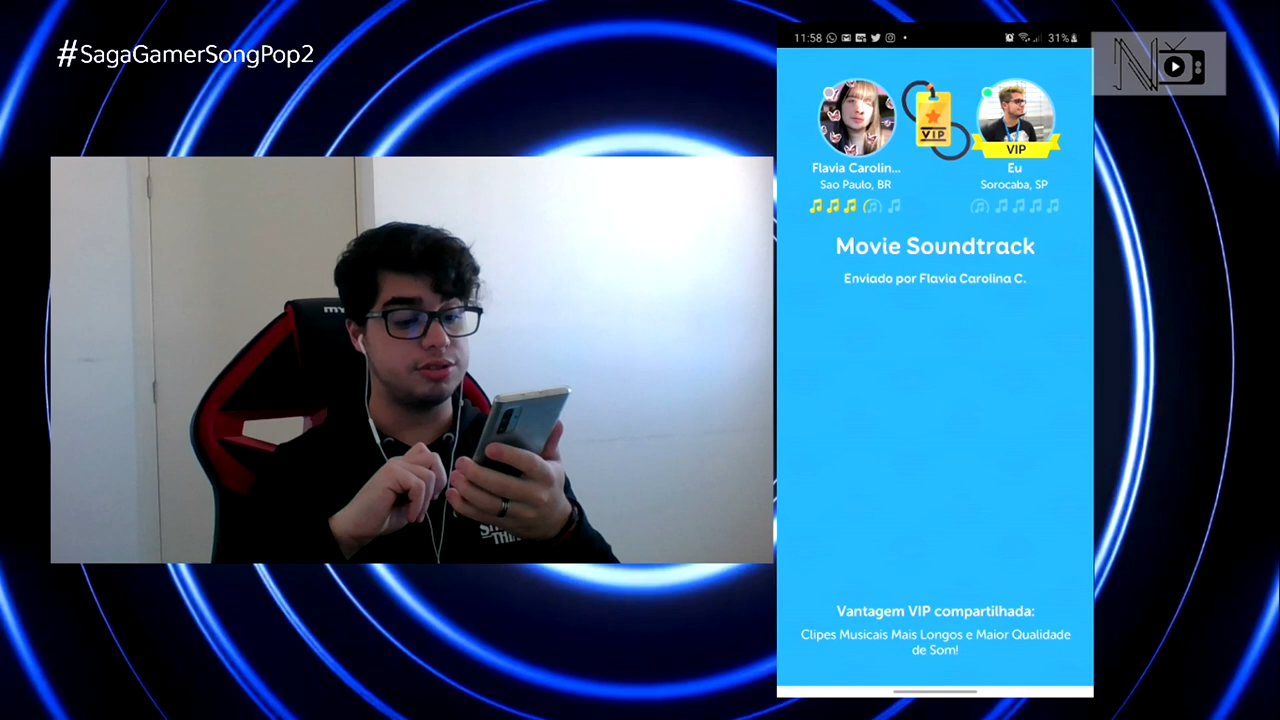 #SagaGamerSongPop2
11:58
31%
VIP
VIP
Flavia Carolin...
Eu
Sao Paulo, BR
Sorocaba, SP
Movie Soundtrack
Enviado por Flavia Carolina C.
Vantagem VIP compartilhada:
Clipes Musicais Mais Longos e Maior Qualidade
de Som!